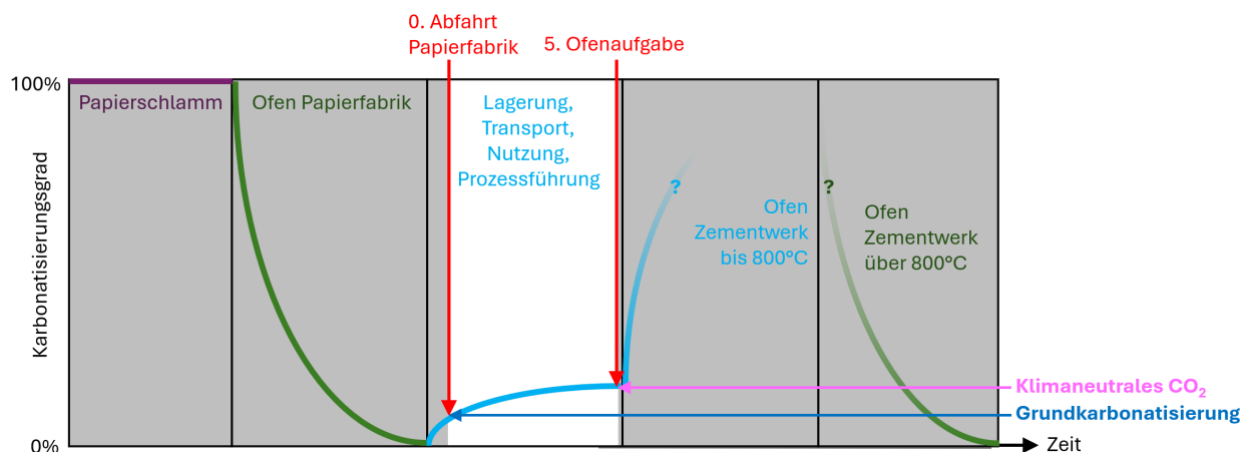 0. Abfahrt
Papierfabrik
5. Ofenaufgabe
100%
Papierschlamm
Ofen Papierfabrik
Lagerung,
Transport,
Nutzung,
Prozessführung
?
Ofen
Zementwerk
bis 800°C
?
Ofen
Zementwerk
über 800°C
Karbonatisierungsgrad
Klimaneutrales CO₂
Grundkarbonatisierung
0%
Zeit